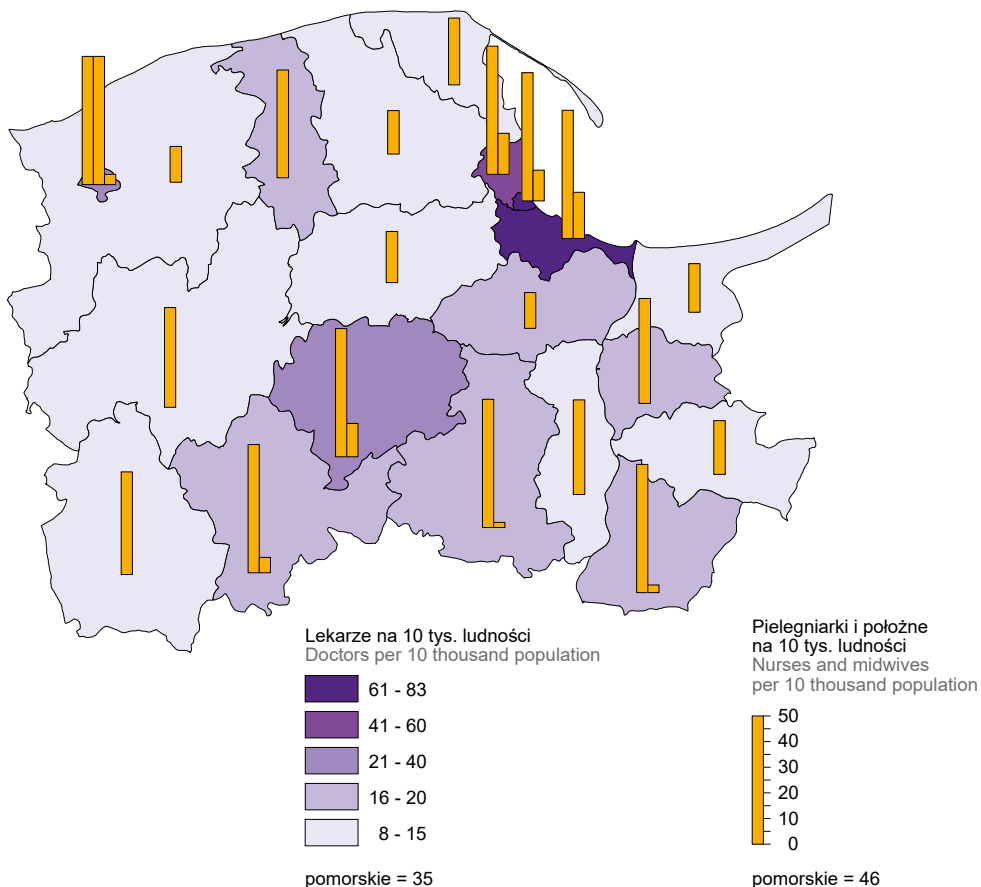 Lekarze na 10 tys. ludności
Doctors per 10 thousand population
61 - 83
41 - 60
21 - 40
16 - 20
8 - 15
pomorskie = 35
Pielegniarki i położne
na 10 tys. ludności
Nurses and midwives
per 10 thousand population
50
40
30
20
10
0
pomorskie = 46